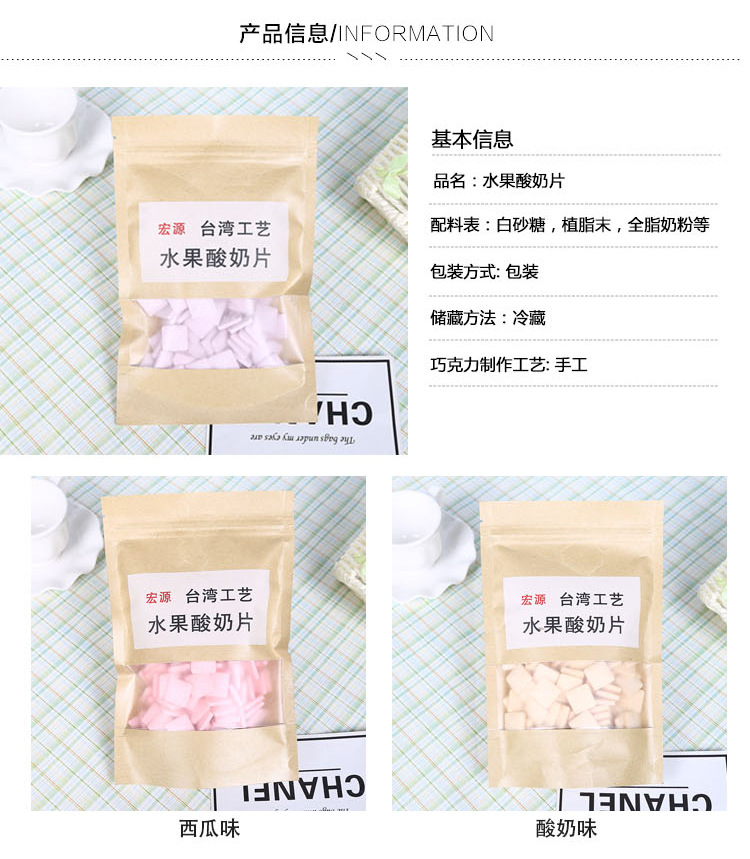 产品信息/INFORMATION
基本信息
品名：水果酸奶片
配料表：白砂糖，植脂末，全脂奶粉等
包装方式: 包装
储藏方法：冷藏
巧克力制作工艺: 手工
宏源 台湾工艺
水果酸奶片
CHAN
The bags under my eyes are
宏源 台湾工艺
水果酸奶片
CHANEL
宏源 台湾工艺
水果酸奶片
CHANEL
西瓜味
酸奶味